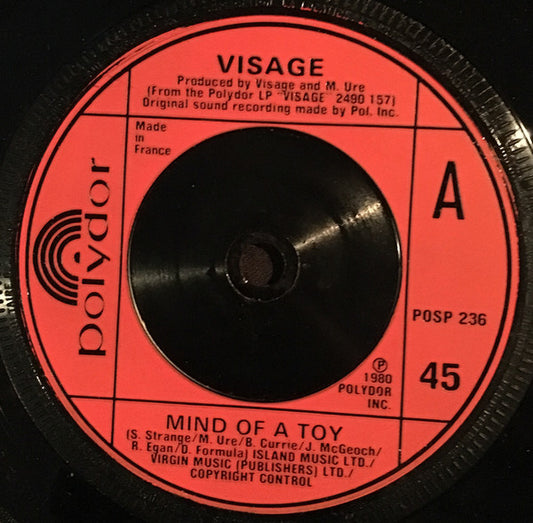 VISAGE
Produced by Visage and M. Ure
(From the Polydor LP "VISAGE" 2490 157)
Original sound recording made by Pol. Inc.
Made
in
France
polydor
A
POSP 236
45
℗
1980
POLYDOR
INC.
MIND OF A TOY
(S. Strange/M. Ure/B. Currie/J. McGeoch/
R. Egan/D. Formula) ISLAND MUSIC LTD./
VIRGIN MUSIC (PUBLISHERS) LTD./
COPYRIGHT CONTROL